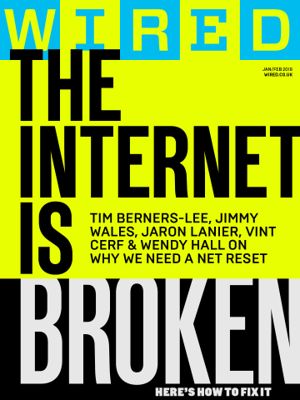 WIRED
JAN/FEB 2018
WIRED.CO.UK
THE
INTERNET
IS
TIM BERNERS-LEE, JIMMY
WALES, JARON LANIER, VINT
CERF & WENDY HALL ON
WHY WE NEED A NET RESET
BROKEN
HERE'S HOW TO FIX IT